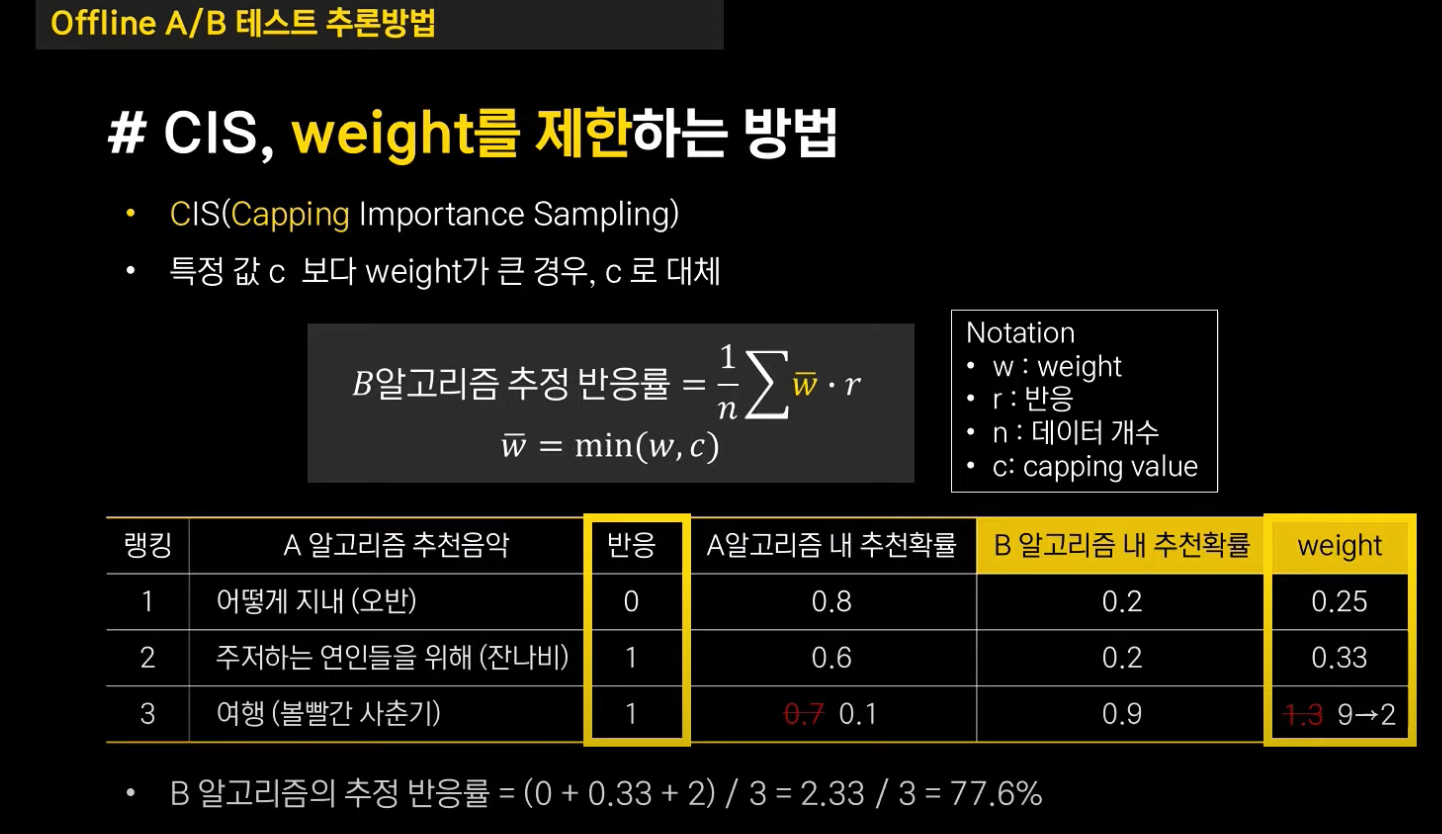 Offline A/B 테스트 추론방법
# CIS, weight를 제한하는 방법
• CIS(Capping Importance Sampling)
• 특정 값 c 보다 weight가 큰 경우, c 로 대체
B알고리즘 추정 반응률 = 1/n ∑ w̅ · r
w̅ = min(w, c)
Notation
• w : weight
• r : 반응
• n : 데이터 개수
• c: capping value
랭킹 A 알고리즘 추천음악 반응 A알고리즘 내 추천확률 B 알고리즘 내 추천확률 weight
1 어떻게 지내 (오반) 0 0.8 0.2 0.25
2 주저하는 연인들을 위해 (잔나비) 1 0.6 0.2 0.33
3 여행 (볼빨간 사춘기) 1 0.7 0.1 0.9 1.3 9→2
• B 알고리즘의 추정 반응률 = (0 + 0.33 + 2) / 3 = 2.33 / 3 = 77.6%